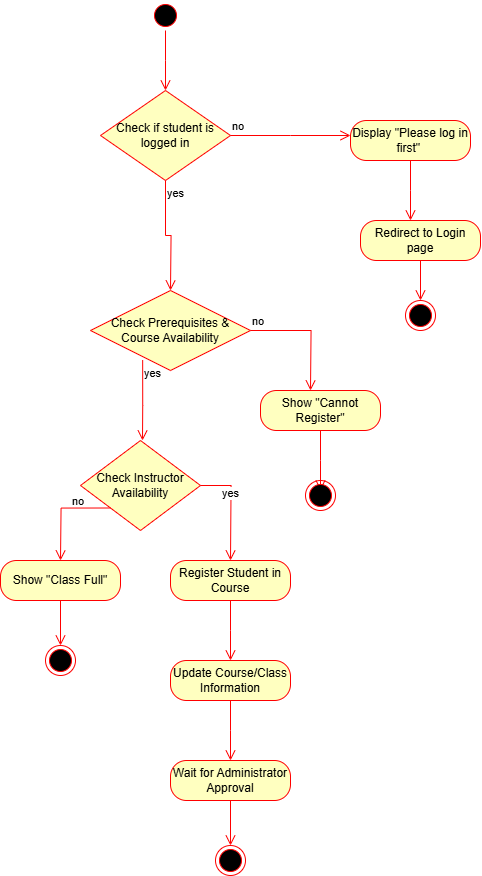 Check if student is
logged in
no
Display "Please log in
first"
yes
Redirect to Login
page
Check Prerequisites &
Course Availability
no
yes
Show "Cannot
Register"
Check Instructor
Availability
no
yes
Show "Class Full"
Register Student in
Course
Update Course/Class
Information
Wait for Administrator
Approval